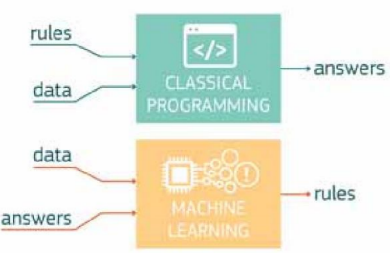 rules
data
</>
CLASSICAL
PROGRAMMING
answers
data
answers
!
MACHINE
LEARNING
rules